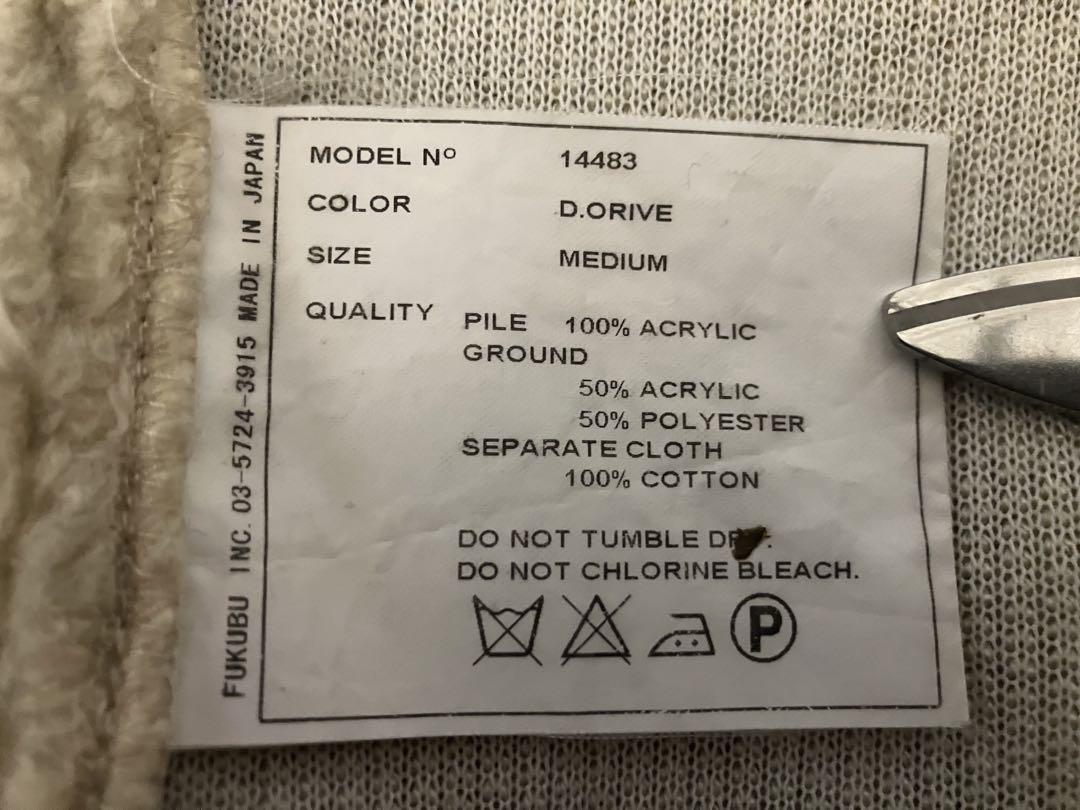 MODEL Nº 14483
COLOR D.ORIVE
SIZE MEDIUM
QUALITY PILE 100% ACRYLIC
GROUND
50% ACRYLIC
50% POLYESTER
SEPARATE CLOTH
100% COTTON
DO NOT TUMBLE
DO NOT CHLORINE BLEACH.
P
FUKUBU INC. 03-5724-3915 MADE IN JAPAN